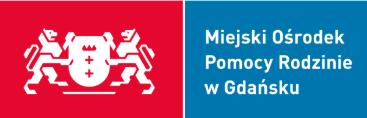 Miejski Ośrodek
Pomocy Rodzinie
w Gdańsku